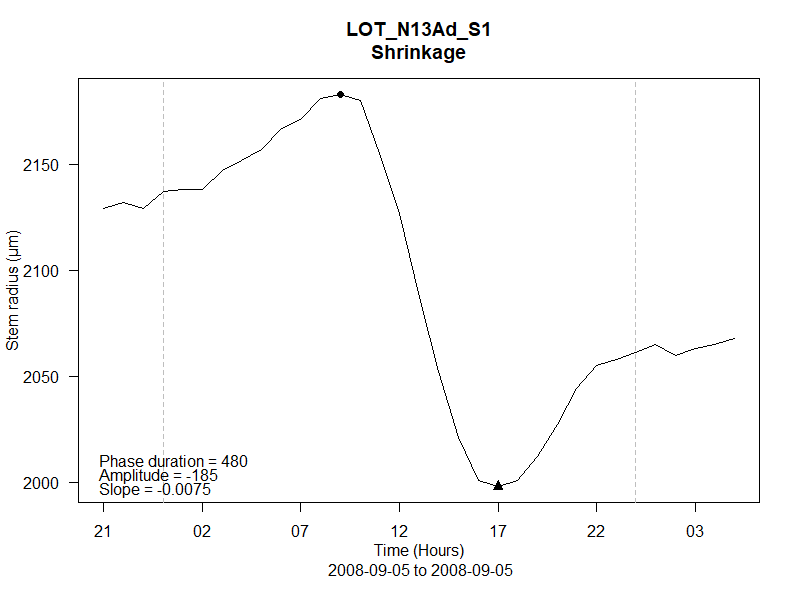 LOT_N13Ad_S1
Shrinkage
2150
2100
2050
2000
Stem radius (µm)
Phase duration = 480
Amplitude = -185
Slope = -0.0075
21 02 07 12 17 22 03
Time (Hours)
2008-09-05 to 2008-09-05